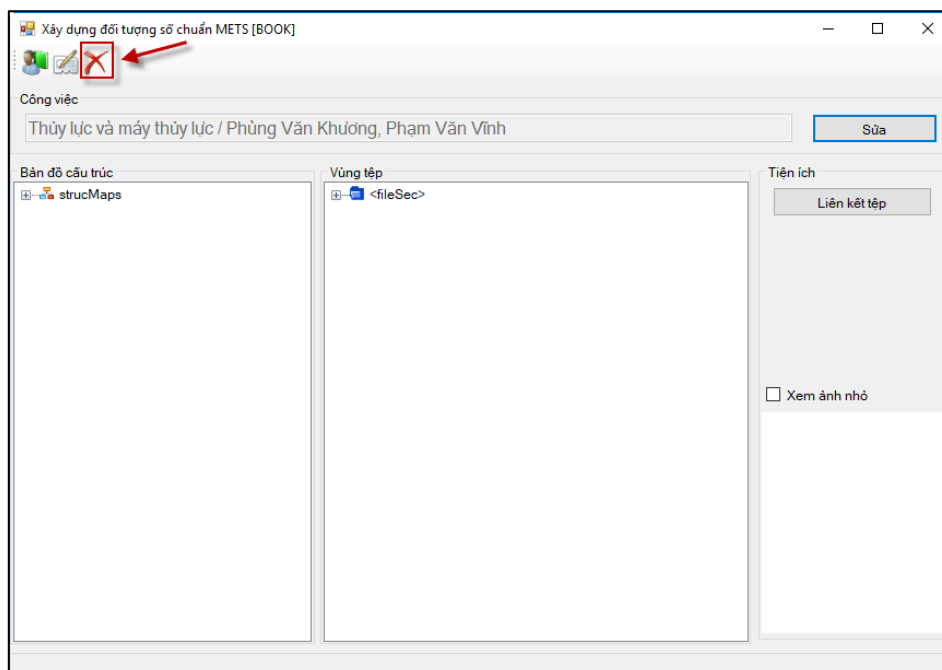 Xây dựng đối tượng số chuẩn METS [BOOK]
Công việc
Thủy lực và máy thủy lực / Phùng Văn Khương, Phạm Văn Vĩnh
Sửa
Bản đồ cấu trúc
Vùng tệp
Tiện ích
strucMaps
<fileSec>
Liên kết tệp
Xem ảnh nhỏ